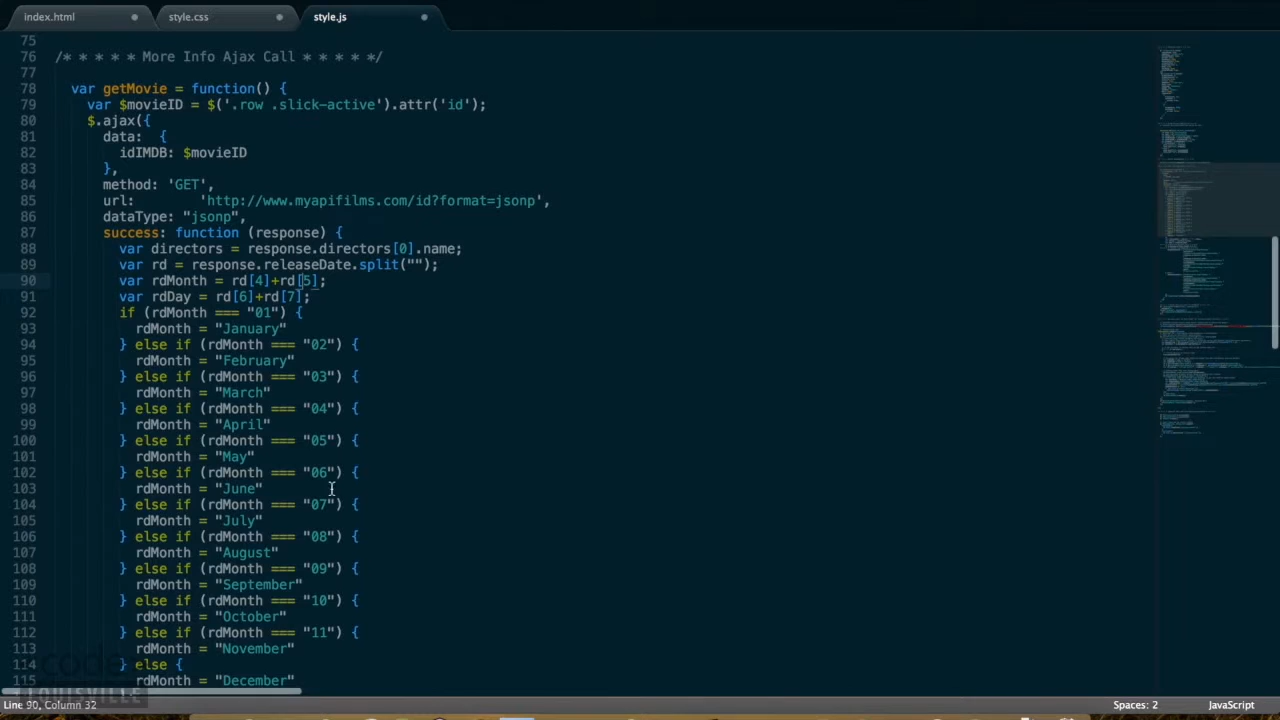 index.html
style.css
style.js
75
76 /* * * * * More Info Ajax Call * * * * */
77
78 var getMovie = function() {
79 var $movieID = $('.row .slick-active').attr('id');
80 $.ajax({
81 data: {
82 idIMDB: $movieID
83 },
84 method: 'GET',
85 url: 'http://www.myapifilms.com/id?format=jsonp',
86 dataType: "jsonp",
87 success: function (response) {
88 var directors = response.directors[0].name;
89 var rd = response.releaseDate.split("");
90 var rdMonth = rd[4]+rd[5];
91 var rdDay = rd[6]+rd[7];
92 if (rdMonth === "01") {
93 rdMonth = "January"
94 } else if (rdMonth === "02") {
95 rdMonth = "February"
96 } else if (rdMonth === "03") {
97 rdMonth = "March"
98 } else if (rdMonth === "04") {
99 rdMonth = "April"
100 } else if (rdMonth === "05") {
101 rdMonth = "May"
102 } else if (rdMonth === "06") {
103 rdMonth = "June"
104 } else if (rdMonth === "07") {
105 rdMonth = "July"
106 } else if (rdMonth === "08") {
107 rdMonth = "August"
108 } else if (rdMonth === "09") {
109 rdMonth = "September"
110 } else if (rdMonth === "10") {
111 rdMonth = "October"
112 } else if (rdMonth === "11") {
113 rdMonth = "November"
114 } else {
115 rdMonth = "December"
code
LOUISVILLE
Line 90, Column 32
Spaces: 2
JavaScript